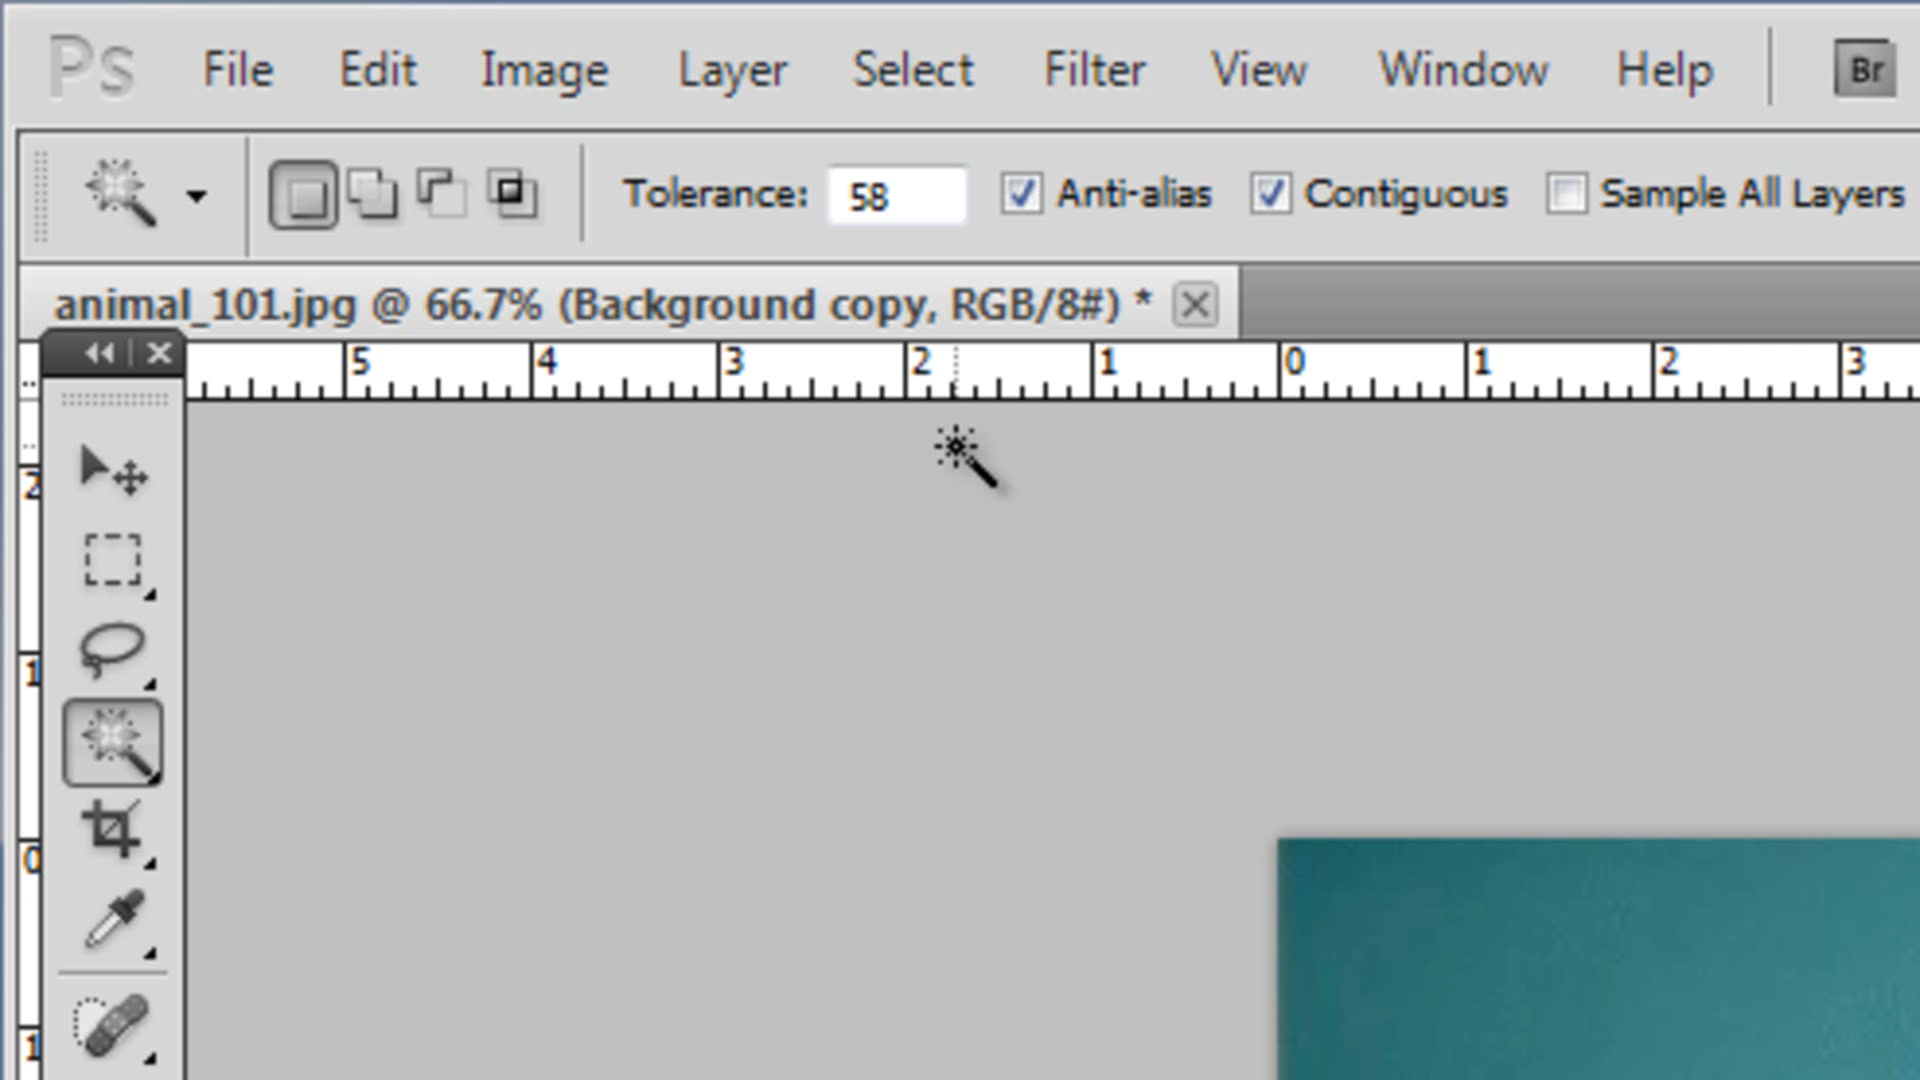 Ps File Edit Image Layer Select Filter View Window Help Br
Tolerance: 58 Anti-alias Contiguous Sample All Layers
animal_101.jpg @ 66.7% (Background copy, RGB/8#) *
5 4 3 2 1 0 1 2 3
2
1
0
1